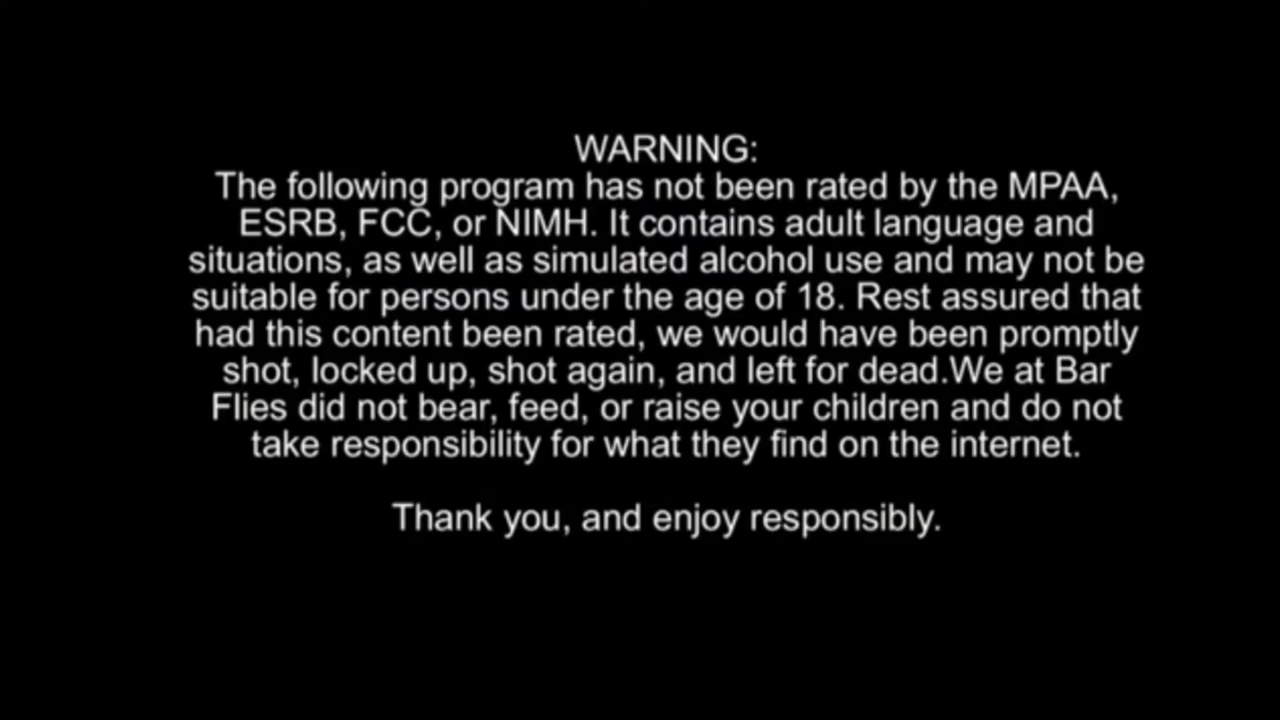 WARNING:
The following program has not been rated by the MPAA,
ESRB, FCC, or NIMH. It contains adult language and
situations, as well as simulated alcohol use and may not be
suitable for persons under the age of 18. Rest assured that
had this content been rated, we would have been promptly
shot, locked up, shot again, and left for dead.We at Bar
Flies did not bear, feed, or raise your children and do not
take responsibility for what they find on the internet.
Thank you, and enjoy responsibly.